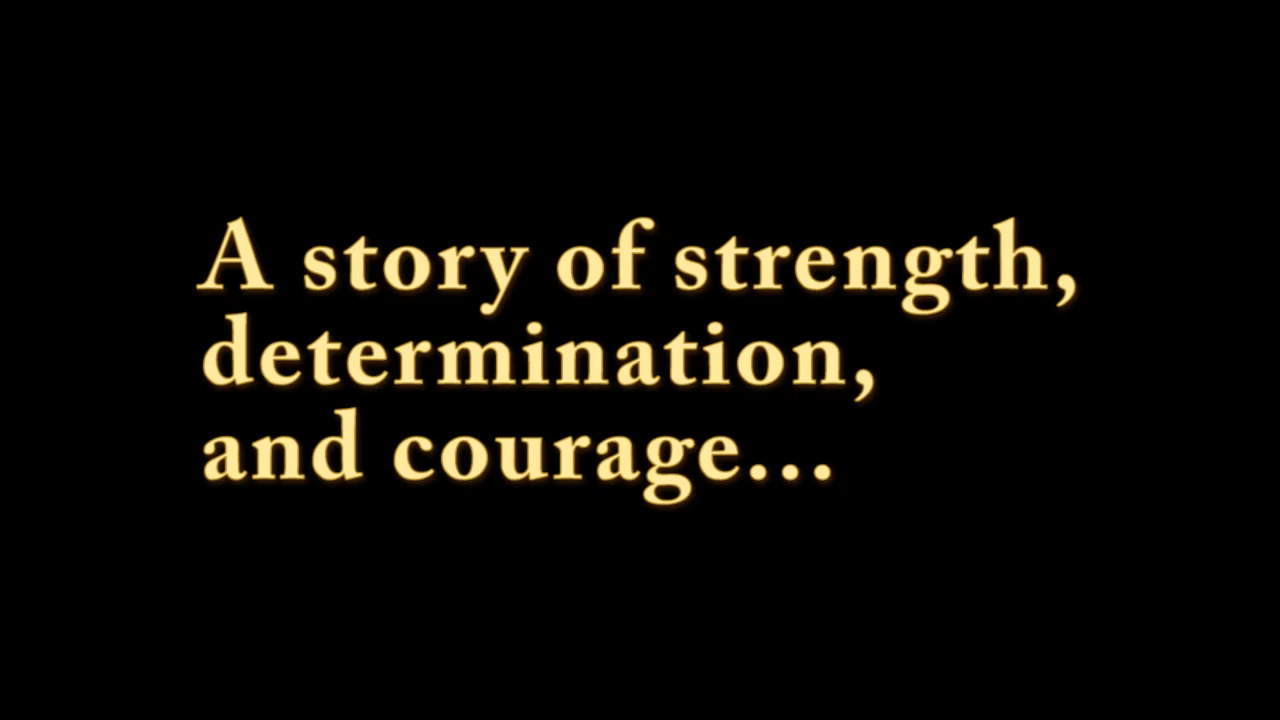 A story of strength,
determination,
and courage...